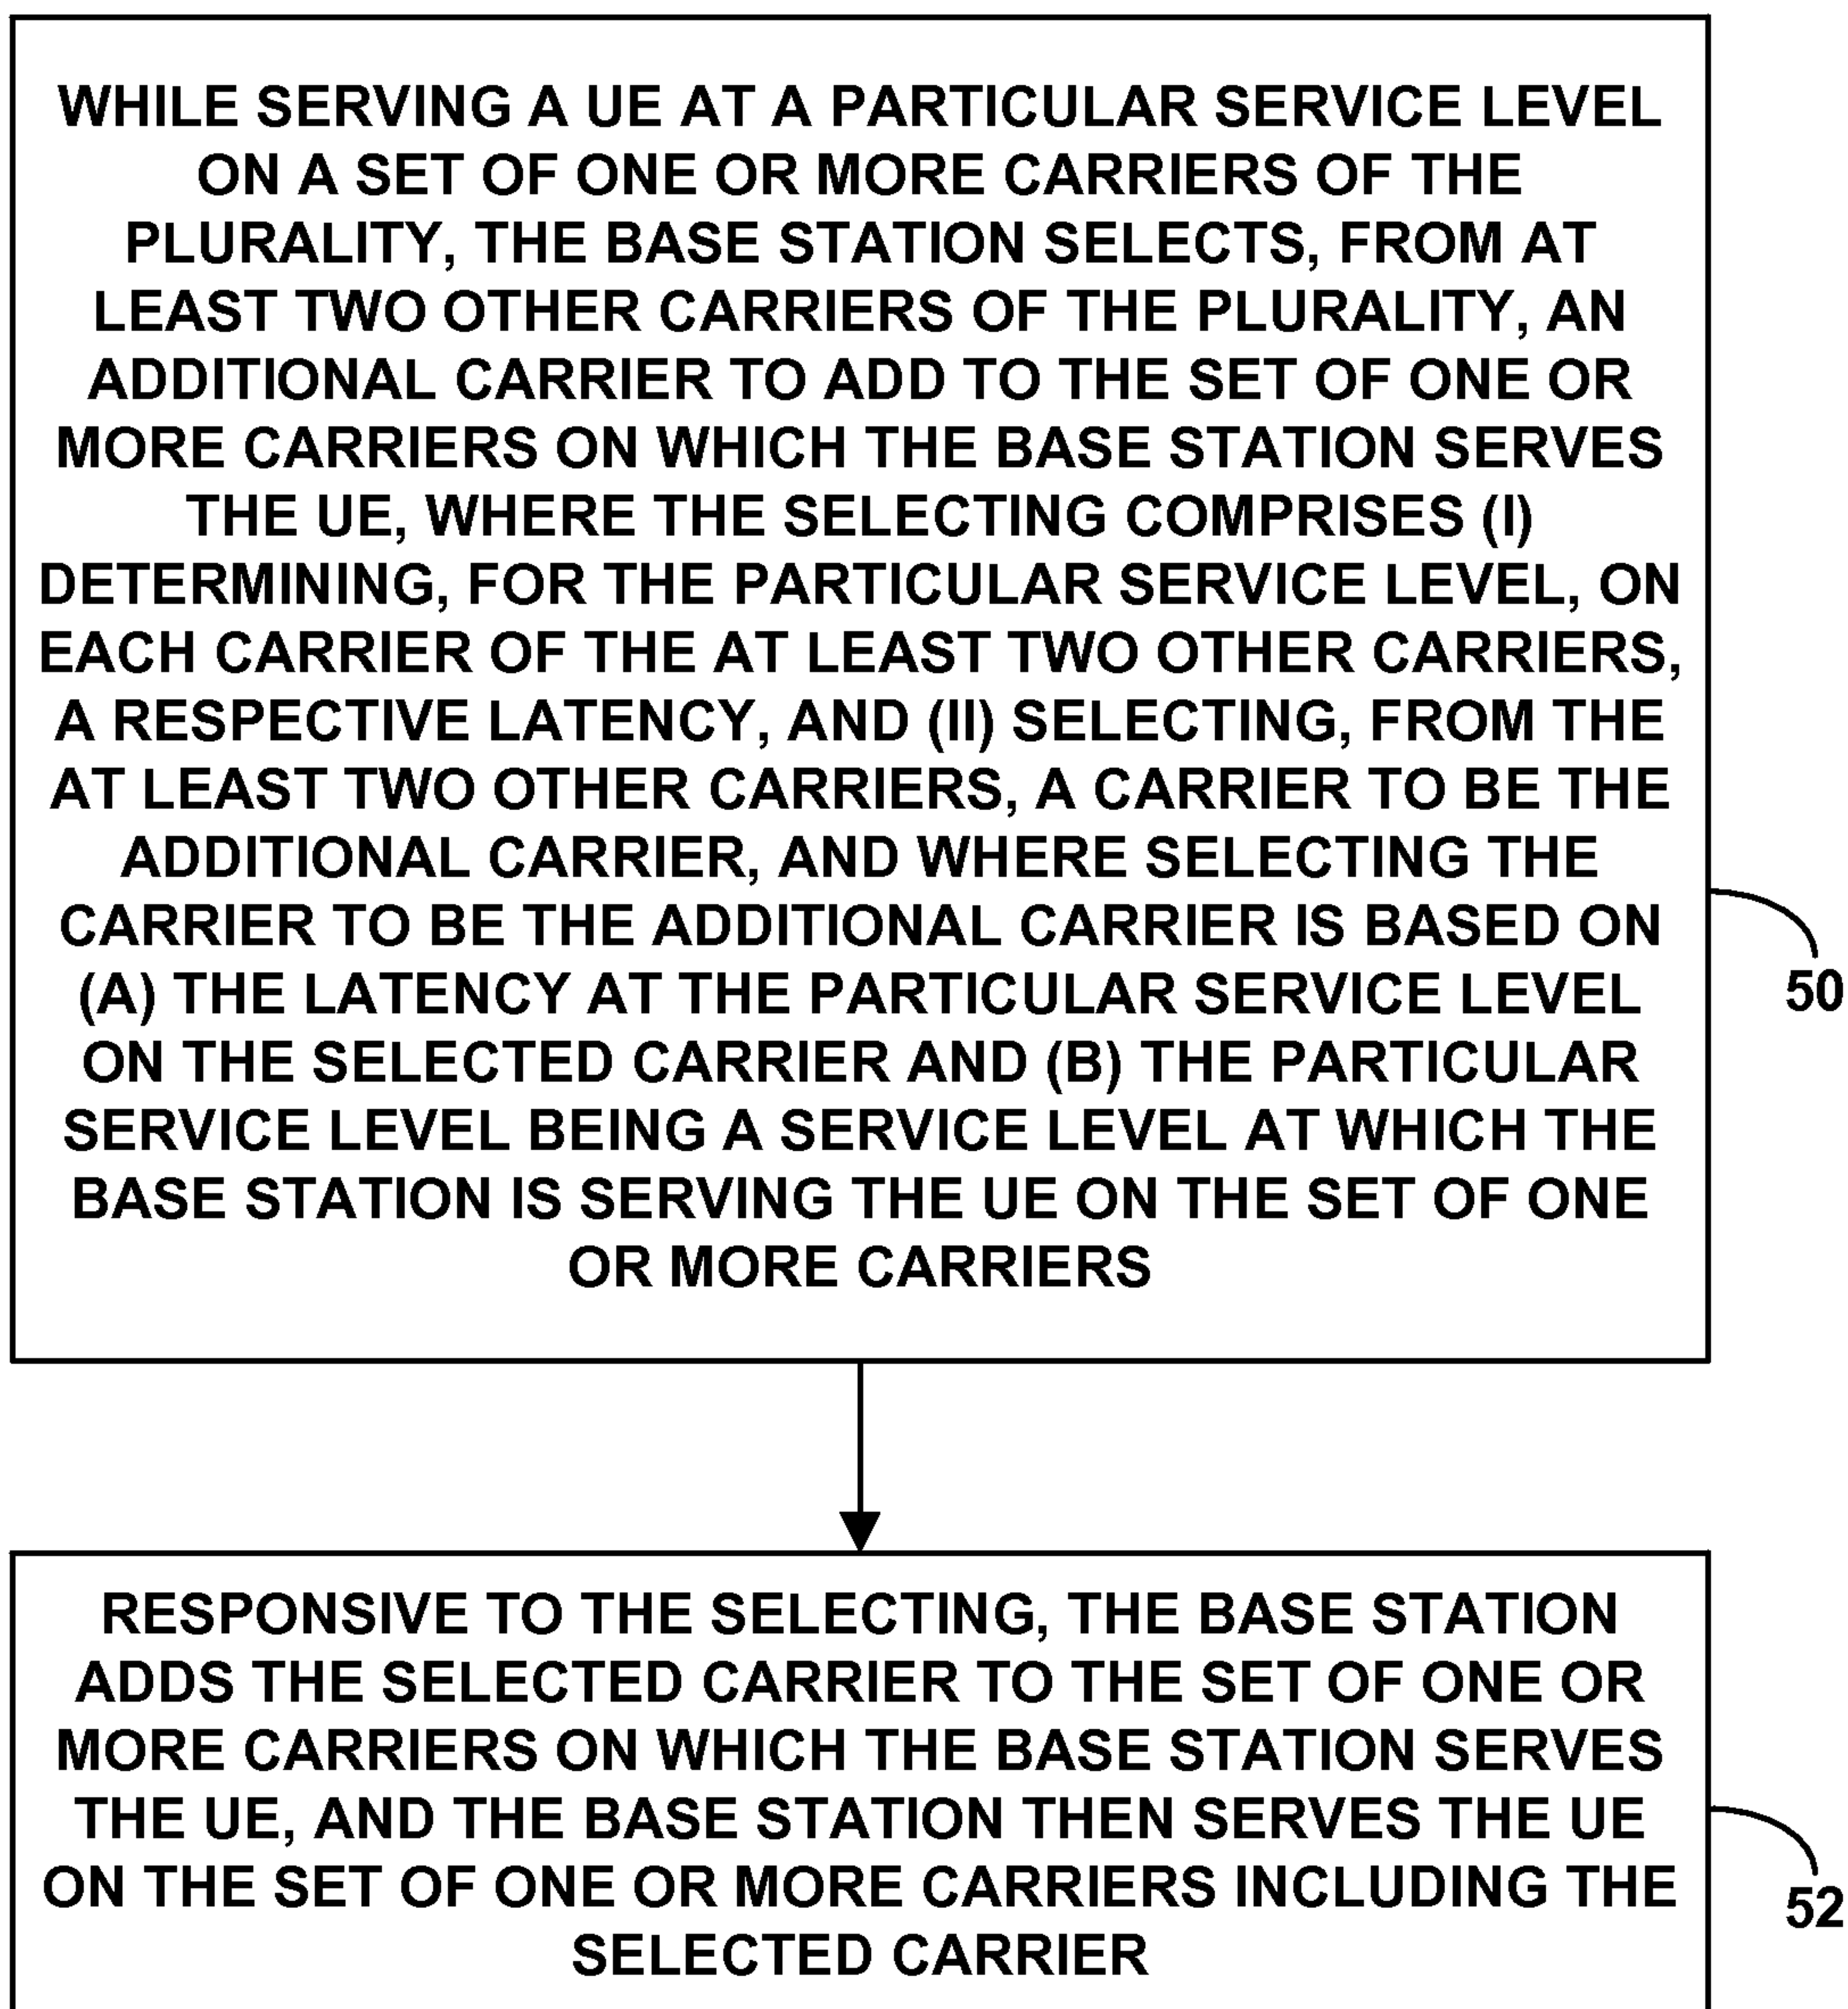 WHILE SERVING A UE AT A PARTICULAR SERVICE LEVEL
ON A SET OF ONE OR MORE CARRIERS OF THE
PLURALITY, THE BASE STATION SELECTS, FROM AT
LEAST TWO OTHER CARRIERS OF THE PLURALITY, AN
ADDITIONAL CARRIER TO ADD TO THE SET OF ONE OR
MORE CARRIERS ON WHICH THE BASE STATION SERVES
THE UE, WHERE THE SELECTING COMPRISES (I)
DETERMINING, FOR THE PARTICULAR SERVICE LEVEL, ON
EACH CARRIER OF THE AT LEAST TWO OTHER CARRIERS,
A RESPECTIVE LATENCY, AND (II) SELECTING, FROM THE
AT LEAST TWO OTHER CARRIERS, A CARRIER TO BE THE
ADDITIONAL CARRIER, AND WHERE SELECTING THE
CARRIER TO BE THE ADDITIONAL CARRIER IS BASED ON
(A) THE LATENCY AT THE PARTICULAR SERVICE LEVEL
ON THE SELECTED CARRIER AND (B) THE PARTICULAR
SERVICE LEVEL BEING A SERVICE LEVEL AT WHICH THE
BASE STATION IS SERVING THE UE ON THE SET OF ONE
OR MORE CARRIERS
50
RESPONSIVE TO THE SELECTING, THE BASE STATION
ADDS THE SELECTED CARRIER TO THE SET OF ONE OR
MORE CARRIERS ON WHICH THE BASE STATION SERVES
THE UE, AND THE BASE STATION THEN SERVES THE UE
ON THE SET OF ONE OR MORE CARRIERS INCLUDING THE
SELECTED CARRIER
52